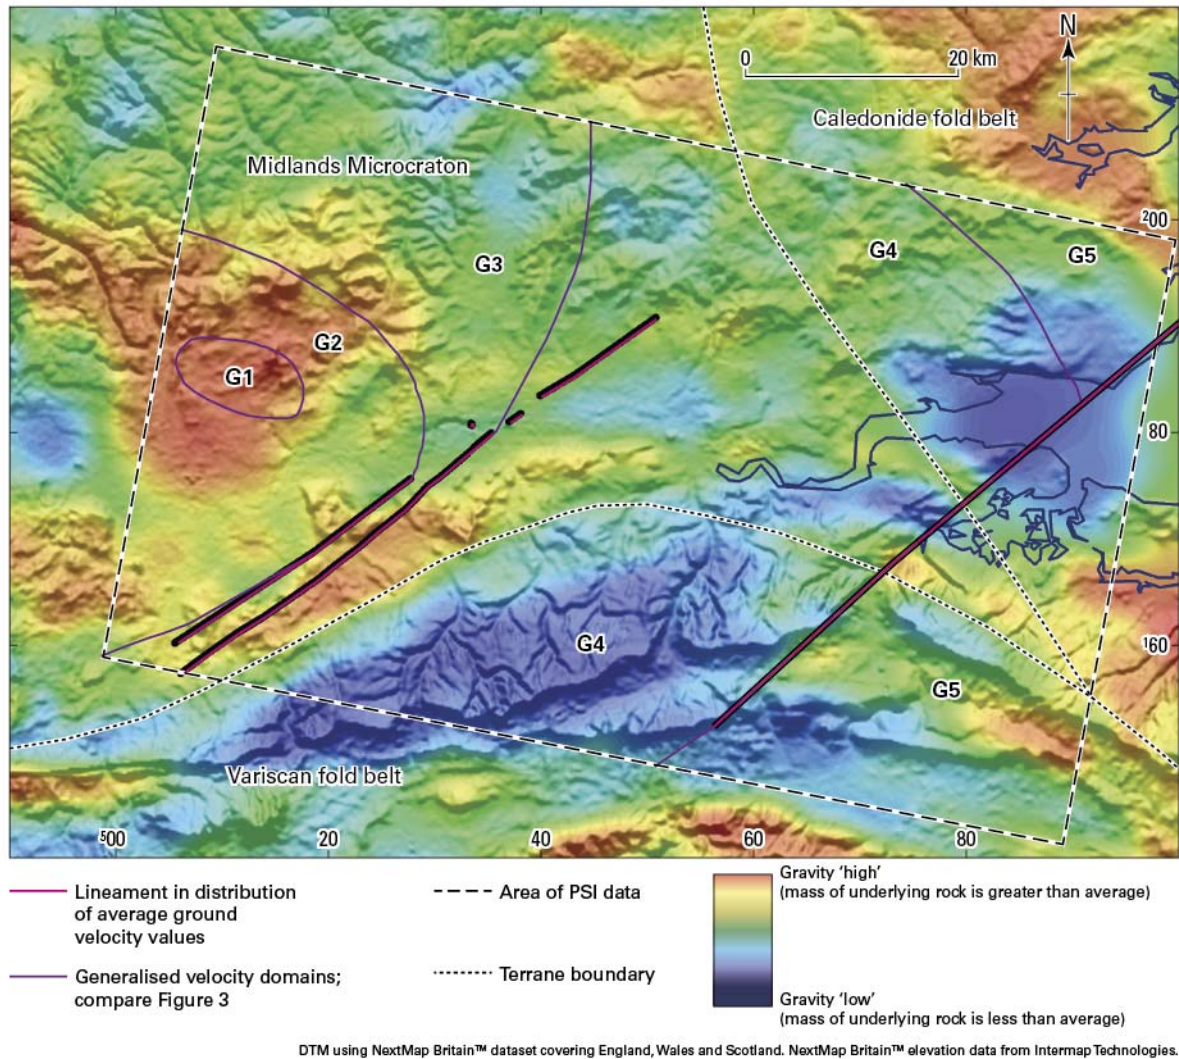 N
0 20 km
Caledonide fold belt
Midlands Microcraton
²00
G4
G5
G3
G2
G1
80
G4
¹60
G5
Variscan fold belt
⁵00 20 40 60 80
Lineament in distribution
of average ground
velocity values
Generalised velocity domains;
compare Figure 3
Area of PSI data
Terrane boundary
Gravity ‘high’
(mass of underlying rock is greater than average)
Gravity ‘low’
(mass of underlying rock is less than average)
DTM using NextMap Britain™ dataset covering England, Wales and Scotland. NextMap Britain™ elevation data from Intermap Technologies.